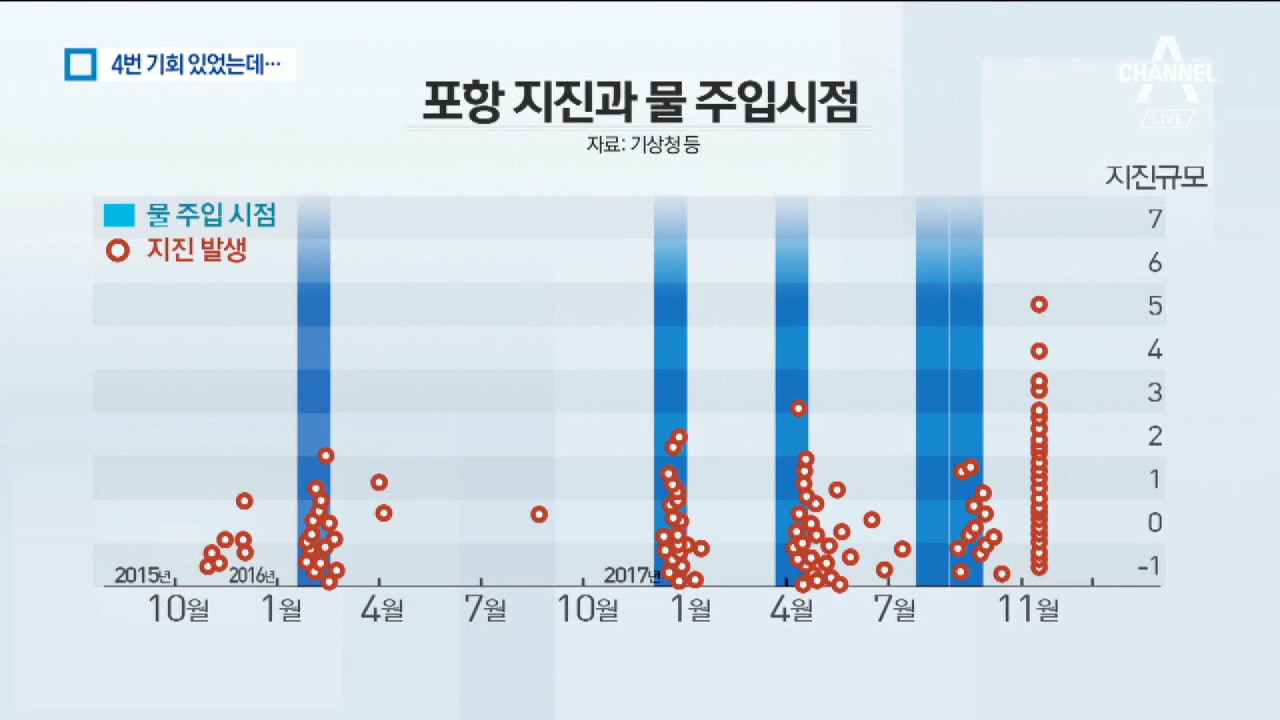 4번 기회 있었는데…
CHANNEL A
LIVE
포항 지진과 물 주입시점
자료: 기상청 등
지진규모
물 주입 시점
지진 발생
7
6
5
4
3
2
1
0
-1
2015년 2016년 2017년
10월 1월 4월 7월 10월 1월 4월 7월 11월